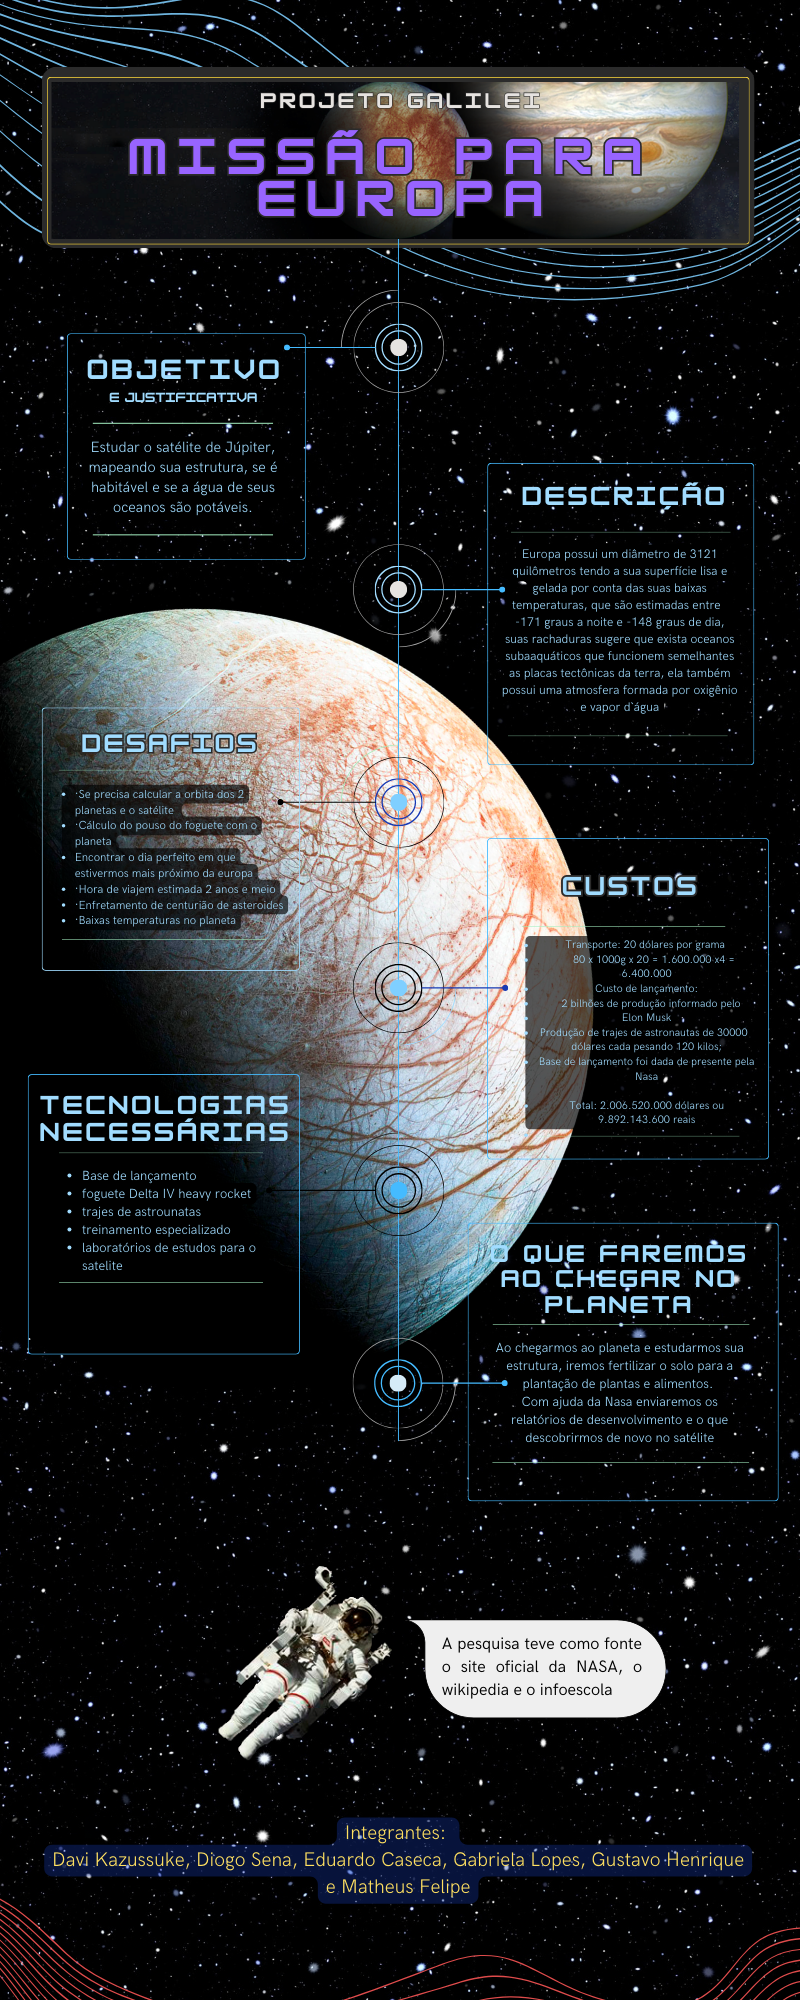 PROJETO GALILEI
MISSÃO PARA
EUROPA
OBJETIVO
E JUSTIFICATIVA
Estudar o satélite de Júpiter,
mapeando sua estrutura, se é
habitável e se a água de seus
oceanos são potáveis.
DESCRIÇÃO
Europa possui um diâmetro de 3121
quilômetros tendo a sua superfície lisa e
gelada por conta das suas baixas
temperaturas, que são estimadas entre
-171 graus a noite e -148 graus de dia,
suas rachaduras sugere que exista oceanos
subaaquáticos que funcionem semelhantes
as placas tectônicas da terra, ela também
possui uma atmosfera formada por oxigênio
e vapor d`água
DESAFIOS
• ·Se precisa calcular a orbita dos 2
planetas e o satélite
• ·Cálculo do pouso do foguete com o
planeta
• Encontrar o dia perfeito em que
estivermos mais próximo da europa
• ·Hora de viajem estimada 2 anos e meio
• ·Enfretamento de centurião de asteroides
• ·Baixas temperaturas no planeta
CUSTOS
Transporte: 20 dólares por grama
80 x 1000g x 20 = 1.600.000 x4 =
6.400.000
Custo de lançamento:
2 bilhões de produção informado pelo
Elon Musk
Produção de trajes de astronautas de 30000
dólares cada pesando 120 kilos;
Base de lançamento foi dada de presente pela
Nasa
Total: 2.006.520.000 dólares ou
9.892.143.600 reais
TECNOLOGIAS
NECESSÁRIAS
• Base de lançamento
• foguete Delta IV heavy rocket
• trajes de astrounatas
• treinamento especializado
• laboratórios de estudos para o
satelite
O QUE FAREMOS
AO CHEGAR NO
PLANETA
Ao chegarmos ao planeta e estudarmos sua
estrutura, iremos fertilizar o solo para a
plantação de plantas e alimentos.
Com ajuda da Nasa enviaremos os
relatórios de desenvolvimento e o que
descobrirmos de novo no satélite
A pesquisa teve como fonte
o site oficial da NASA, o
wikipedia e o infoescola
Integrantes:
Davi Kazussuke, Diogo Sena, Eduardo Caseca, Gabriela Lopes, Gustavo Henrique
e Matheus Felipe